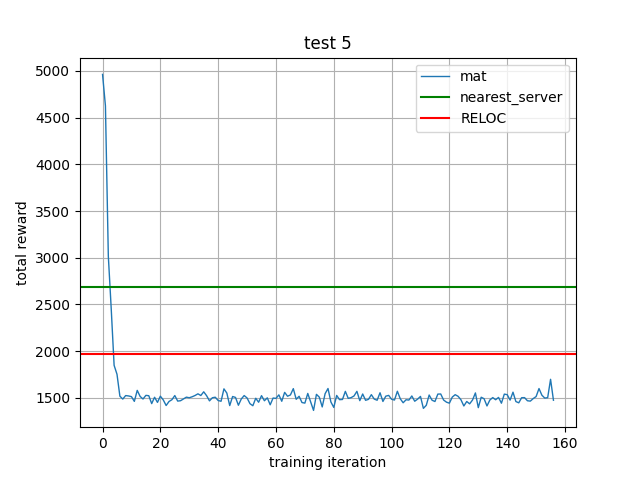 test 5
mat
nearest_server
RELOC
total reward
5000
4500
4000
3500
3000
2500
2000
1500
0 20 40 60 80 100 120 140 160
training iteration